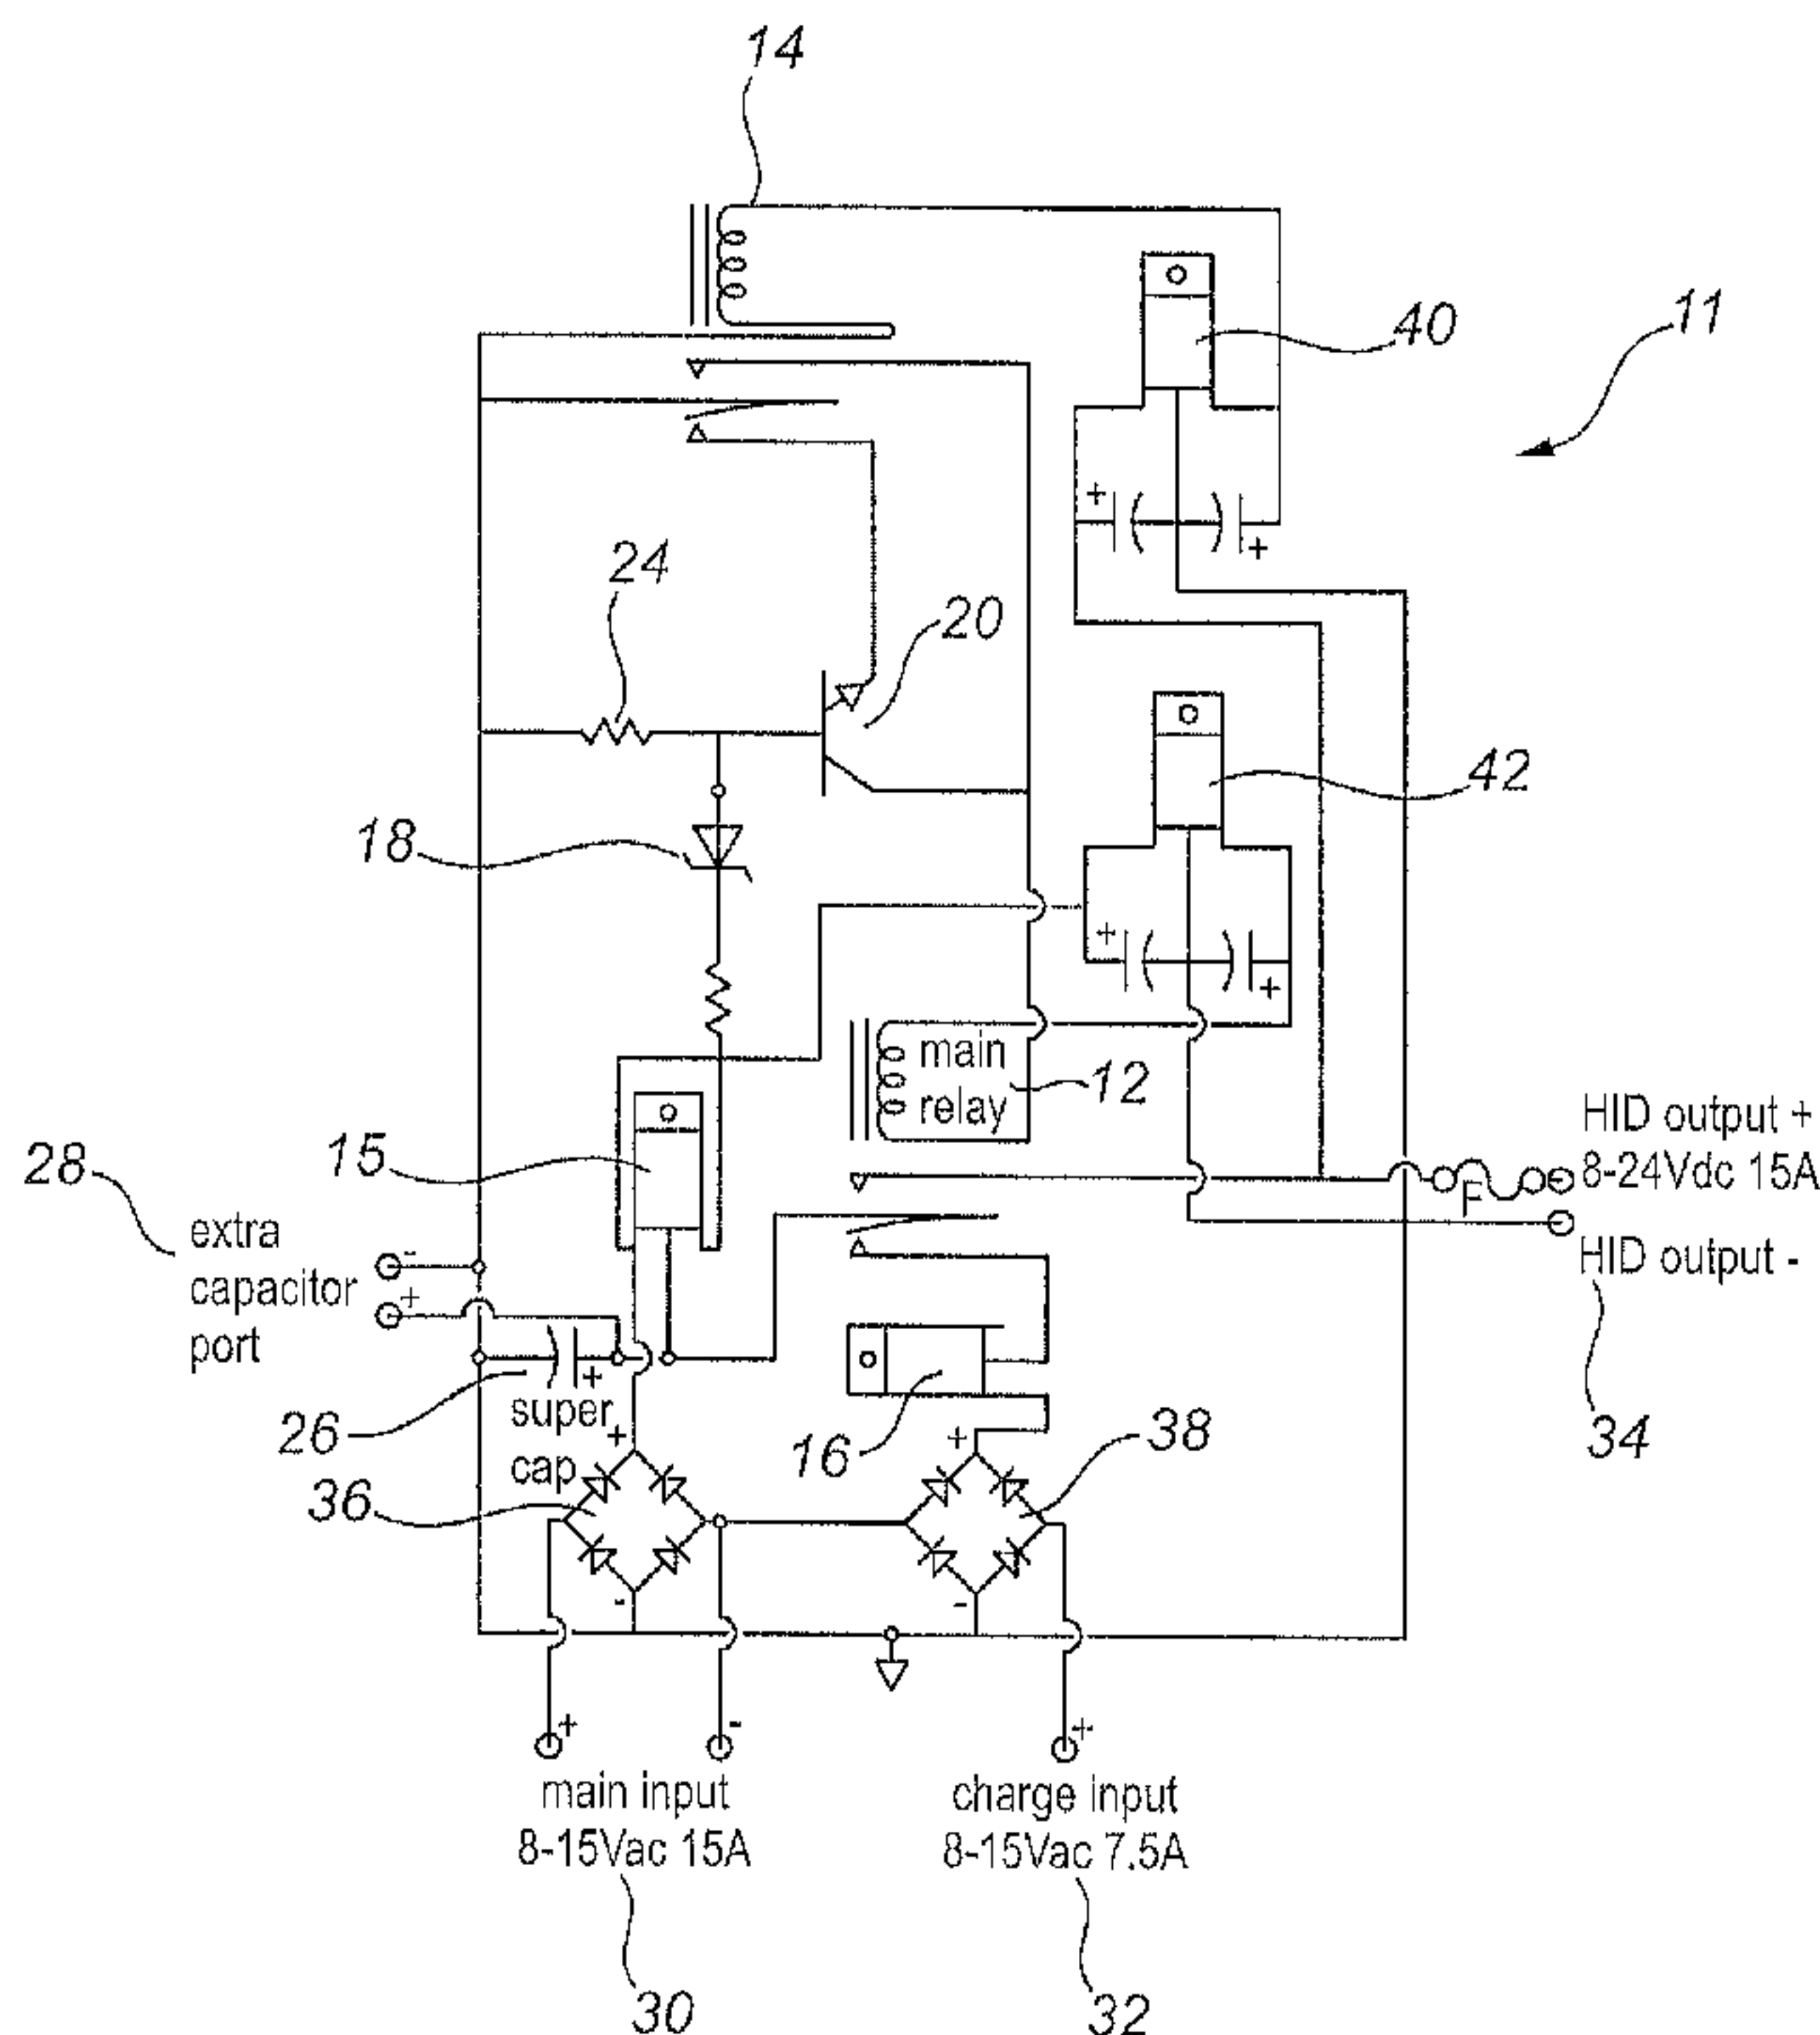 14
40
11
+
+
24
20
42
18
+
+
main
relay
12
HID output +
8-24Vdc 15A
F
HID output -
34
15
28
extra
capacitor
port
-
+
+
super
cap
26
36
+
-
16
+
-
38
+
-
+
main input
8-15Vac 15A
charge input
8-15Vac 7.5A
30
32